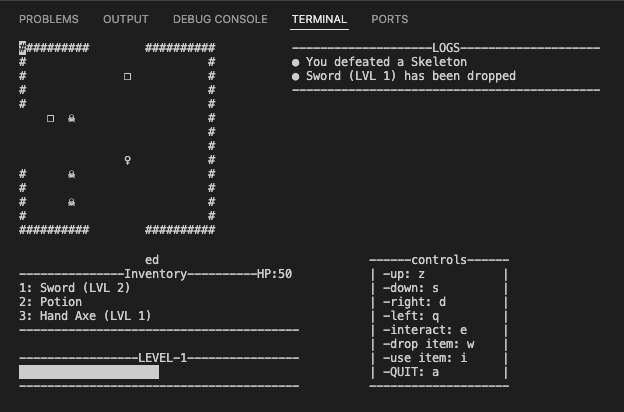 PROBLEMS OUTPUT DEBUG CONSOLE TERMINAL PORTS
########## ##########
# #
# □ #
# #
# #
□ ☠ #
#
#
♀ #
# ☠ #
# #
# ☠ #
# #
########## ##########
----------------------LOGS----------------------
● You defeated a Skeleton
● Sword (LVL 1) has been dropped
--------------------------------------------
ed
---------------Inventory----------HP:50
1: Sword (LVL 2)
2: Potion
3: Hand Axe (LVL 1)
----------------------------------------
-----------------LEVEL-1----------------
----------------------------------------
------controls------
| -up: z |
| -down: s |
| -right: d |
| -left: q |
| -interact: e |
| -drop item: w |
| -use item: i |
| -QUIT: a |
--------------------